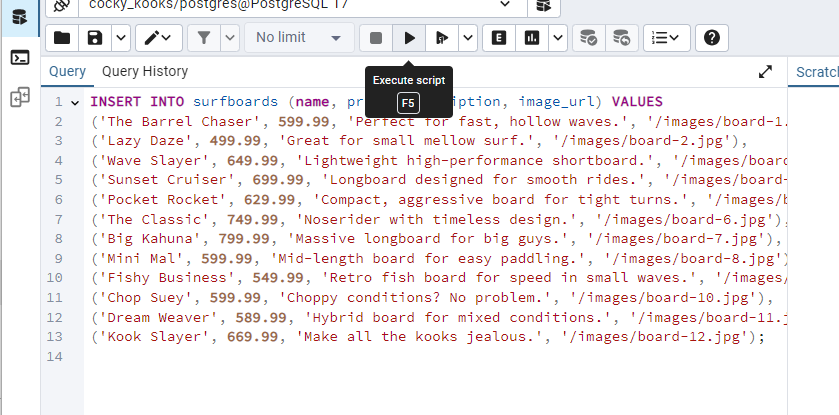 cocky_kooks/postgres@PostgreSQL 17
No limit
Query Query History
Scratch
Execute script
F5
1 INSERT INTO surfboards (name, pr iption, image_url) VALUES
2 ('The Barrel Chaser', 599.99, 'Perfect for fast, hollow waves.', '/images/board-1.
3 ('Lazy Daze', 499.99, 'Great for small mellow surf.', '/images/board-2.jpg'),
4 ('Wave Slayer', 649.99, 'Lightweight high-performance shortboard.', '/images/board
5 ('Sunset Cruiser', 699.99, 'Longboard designed for smooth rides.', '/images/board-
6 ('Pocket Rocket', 629.99, 'Compact, aggressive board for tight turns.', '/images/b
7 ('The Classic', 749.99, 'Noserider with timeless design.', '/images/board-6.jpg'),
8 ('Big Kahuna', 799.99, 'Massive longboard for big guys.', '/images/board-7.jpg'),
9 ('Mini Mal', 599.99, 'Mid-length board for easy paddling.', '/images/board-8.jpg')
10 ('Fishy Business', 549.99, 'Retro fish board for speed in small waves.', '/images/
11 ('Chop Suey', 599.99, 'Choppy conditions? No problem.', '/images/board-10.jpg'),
12 ('Dream Weaver', 589.99, 'Hybrid board for mixed conditions.', '/images/board-11.j
13 ('Kook Slayer', 669.99, 'Make all the kooks jealous.', '/images/board-12.jpg');
14